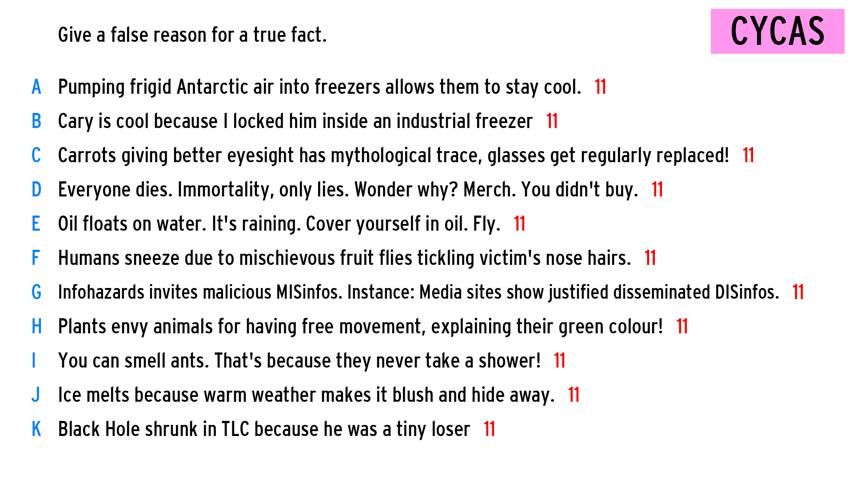 Give a false reason for a true fact.
CYCAS
A Pumping frigid Antarctic air into freezers allows them to stay cool. 11
B Cary is cool because I locked him inside an industrial freezer 11
C Carrots giving better eyesight has mythological trace, glasses get regularly replaced! 11
D Everyone dies. Immortality, only lies. Wonder why? Merch. You didn't buy. 11
E Oil floats on water. It's raining. Cover yourself in oil. Fly. 11
F Humans sneeze due to mischievous fruit flies tickling victim's nose hairs. 11
G Infohazards invites malicious MISinfos. Instance: Media sites show justified disseminated DISinfos. 11
H Plants envy animals for having free movement, explaining their green colour! 11
I You can smell ants. That's because they never take a shower! 11
J Ice melts because warm weather makes it blush and hide away. 11
K Black Hole shrunk in TLC because he was a tiny loser 11